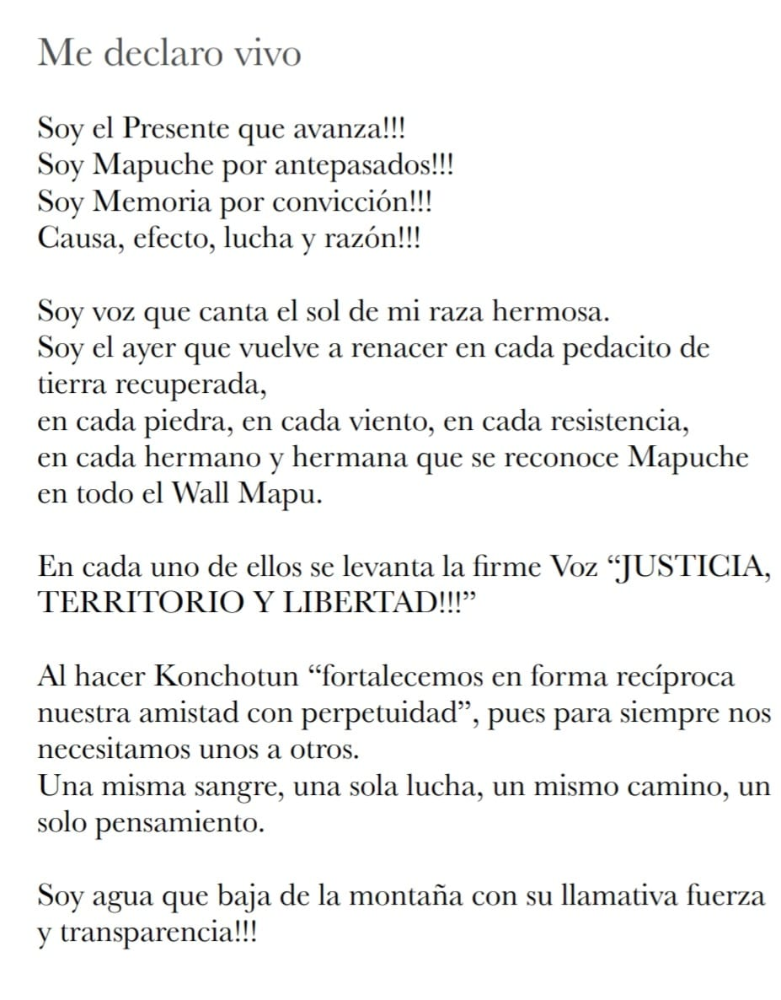 Me declaro vivo
Soy el Presente que avanza!!!
Soy Mapuche por antepasados!!!
Soy Memoria por convicción!!!
Causa, efecto, lucha y razón!!!
Soy voz que canta el sol de mi raza hermosa.
Soy el ayer que vuelve a renacer en cada pedacito de
tierra recuperada,
en cada piedra, en cada viento, en cada resistencia,
en cada hermano y hermana que se reconoce Mapuche
en todo el Wall Mapu.
En cada uno de ellos se levanta la firme Voz “JUSTICIA,
TERRITORIO Y LIBERTAD!!!”
Al hacer Konchotun “fortalecemos en forma recíproca
nuestra amistad con perpetuidad”, pues para siempre nos
necesitamos unos a otros.
Una misma sangre, una sola lucha, un mismo camino, un
solo pensamiento.
Soy agua que baja de la montaña con su llamativa fuerza
y transparencia!!!